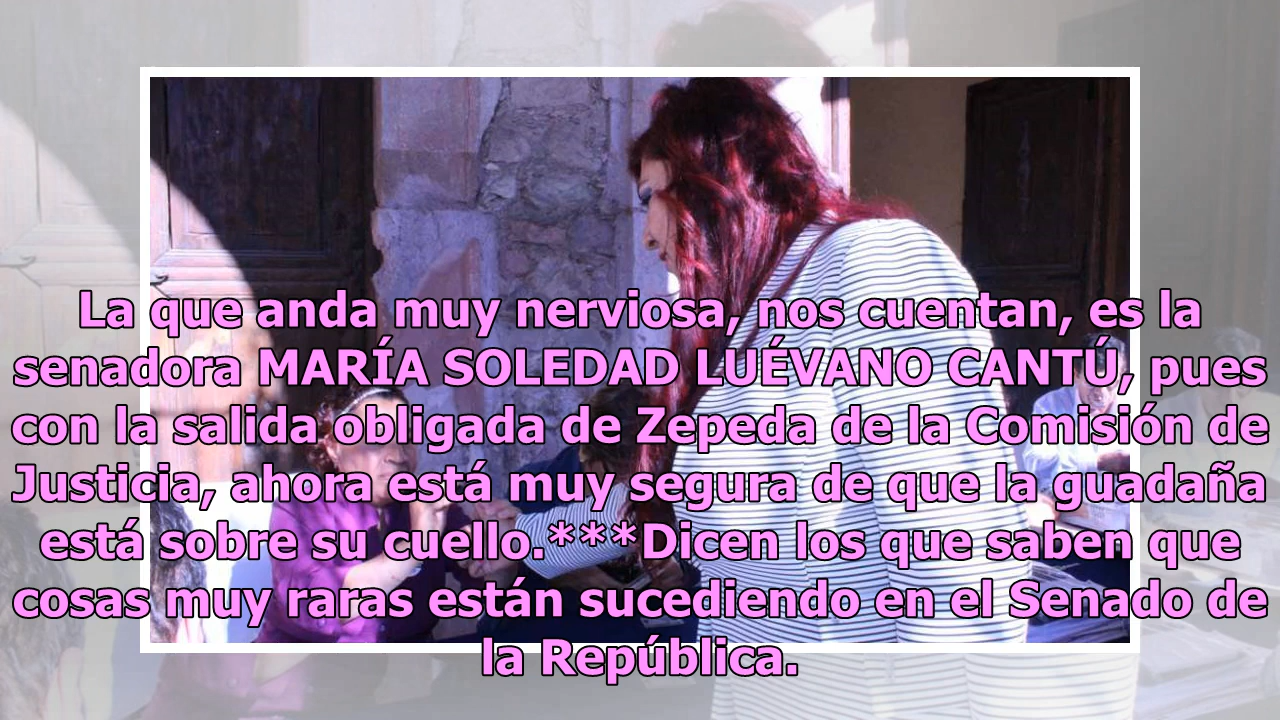 La que anda muy nerviosa, nos cuentan, es la
senadora MARÍA SOLEDAD LUÉVANO CANTÚ, pues
con la salida obligada de Zepeda de la Comisión de
Justicia, ahora está muy segura de que la guadaña
está sobre su cuello.***Dicen los que saben que
cosas muy raras están sucediendo en el Senado de
la República.